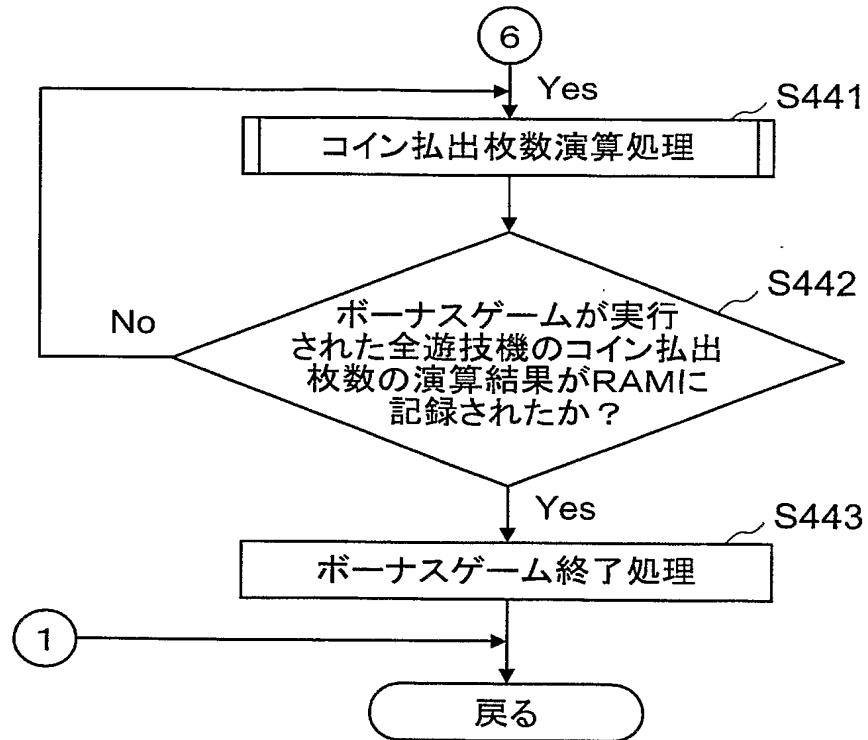 6
Yes
S441
コイン払出枚数演算処理
S442
No
ボーナスゲームが実行
された全遊技機のコイン払出
枚数の演算結果がRAMに
記録されたか?
Yes
S443
ボーナスゲーム終了処理
1
戻る